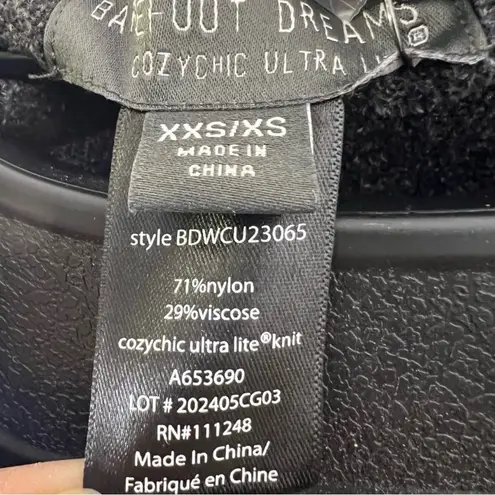 BAREFOOT DREAMS®
COZYCHIC ULTRA
XXS/XS
MADE IN
CHINA
style BDWCU23065
71%nylon
29%viscose
cozychic ultra lite®knit
A653690
LOT # 202405CG03
RN#111248
Made In China/
Fabriqué en Chine